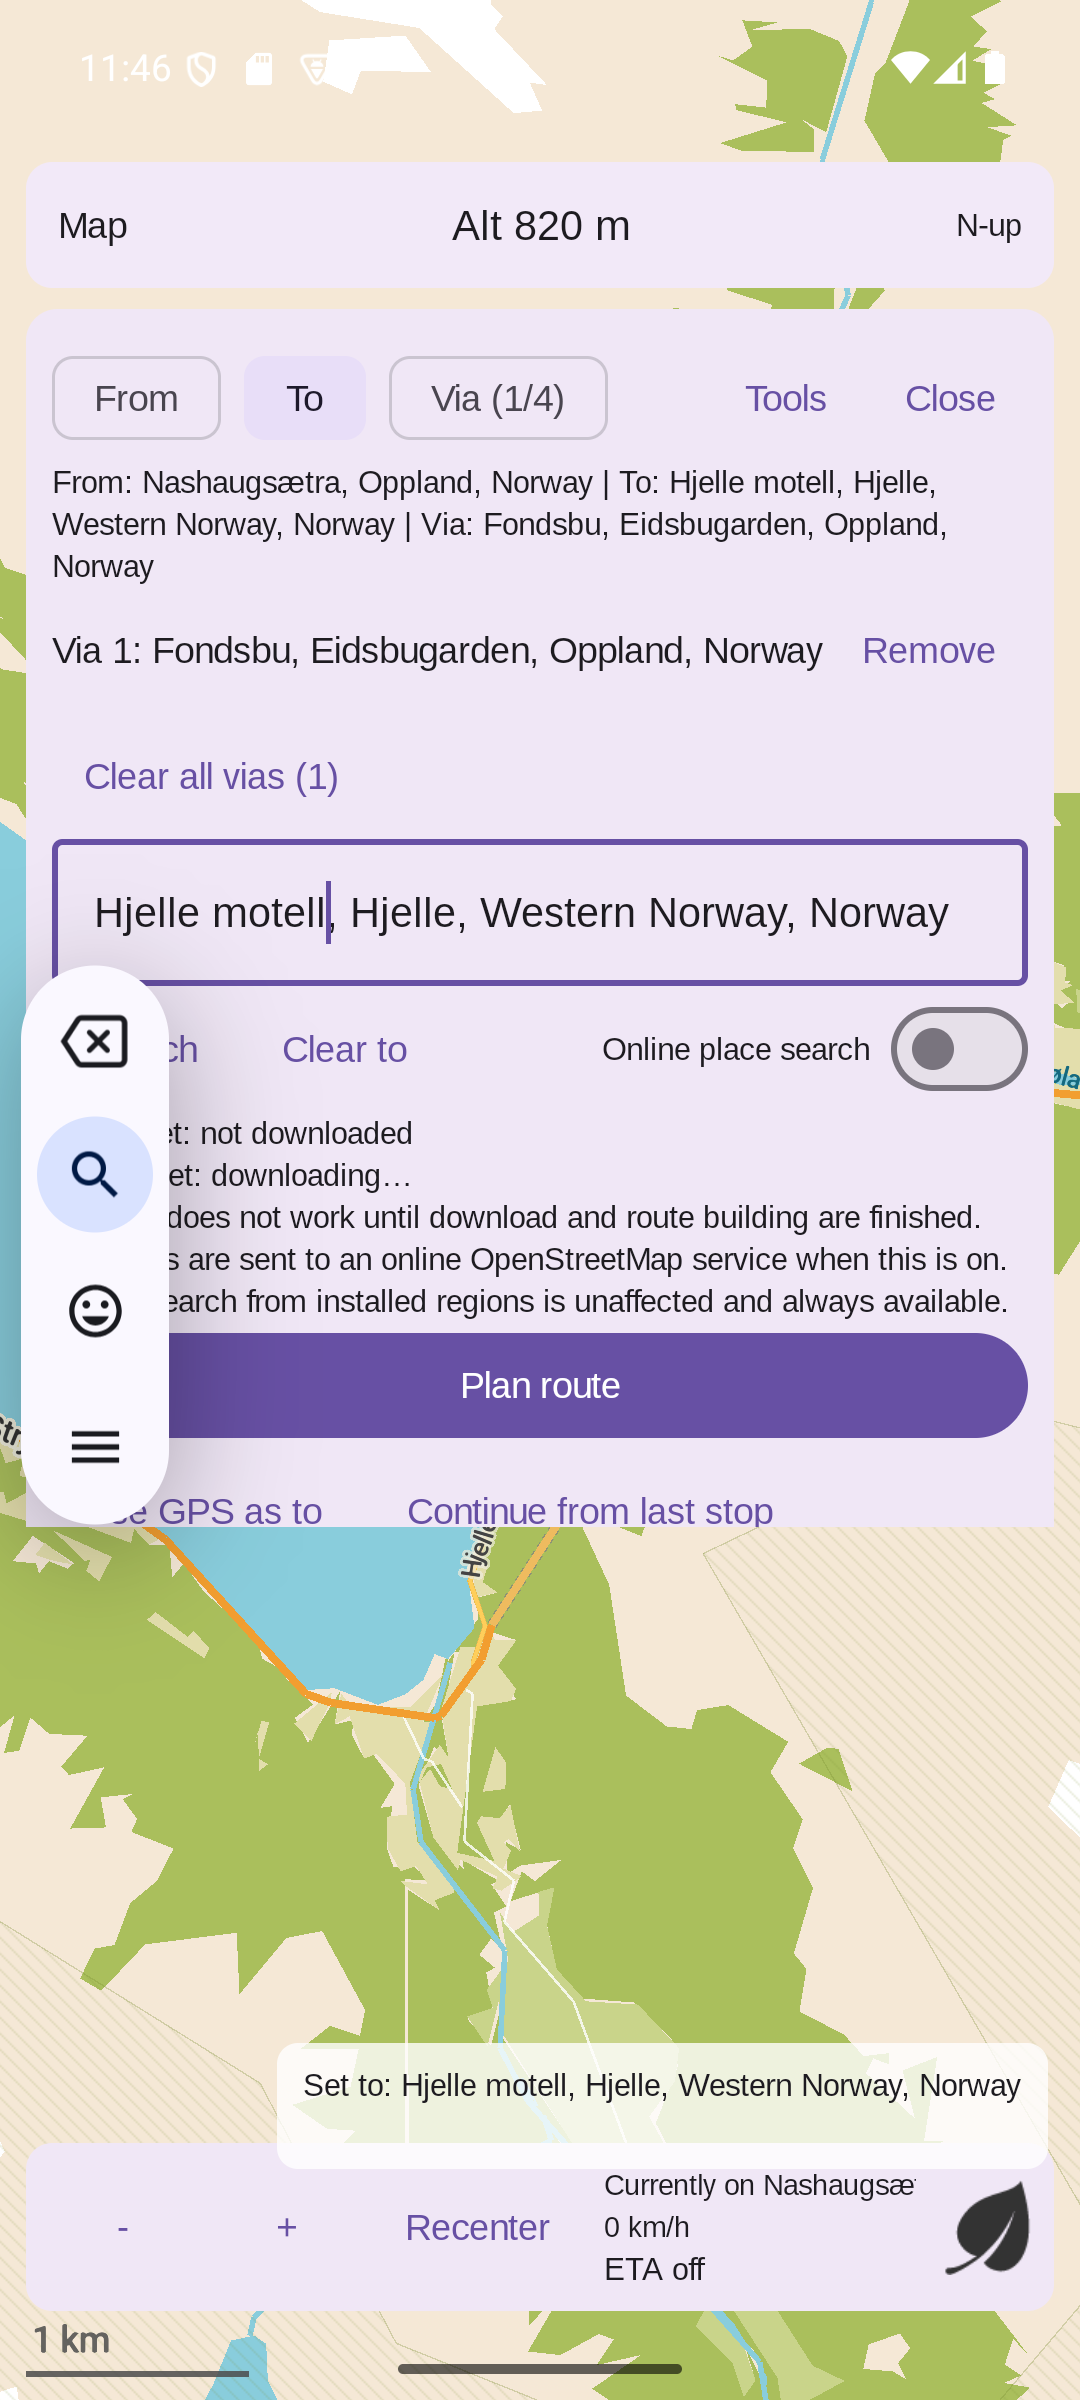 11:46
Map
Alt 820 m
N-up
From
To
Via (1/4)
Tools
Close
From: Nashaugsætra, Oppland, Norway | To: Hjelle motell, Hjelle,
Western Norway, Norway | Via: Fondsbu, Eidsbugarden, Oppland,
Norway
Via 1: Fondsbu, Eidsbugarden, Oppland, Norway
Remove
Clear all vias (1)
Hjelle motell, Hjelle, Western Norway, Norway
Clear to
Online place search
not downloaded
downloading…
does not work until download and route building are finished.
are sent to an online OpenStreetMap service when this is on.
from installed regions is unaffected and always available.
Plan route
GPS as to
Continue from last stop
Hjelle
Set to: Hjelle motell, Hjelle, Western Norway, Norway
Currently on
-
+
Recenter
0 km/h
ETA off
1 km